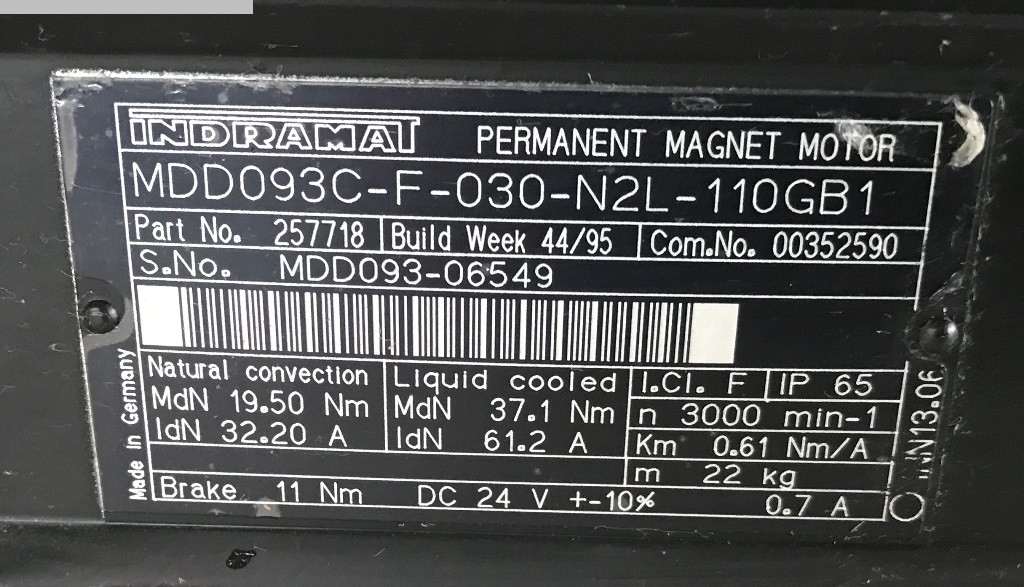 INDRAMAT PERMANENT MAGNET MOTOR
MDD093C-F-030-N2L-110GB1
Part No. 257718 Build Week 44/95 Com.No. 00352590
S.No. MDD093-06549
Natural convection Liquid cooled I.Cl. F IP 65
MdN 19.50 Nm MdN 37.1 Nm n 3000 min-1
IdN 32.20 A IdN 61.2 A Km 0.61 Nm/A
m 22 kg
Brake 11 Nm DC 24 V +-10% 0.7 A
Made in Germany